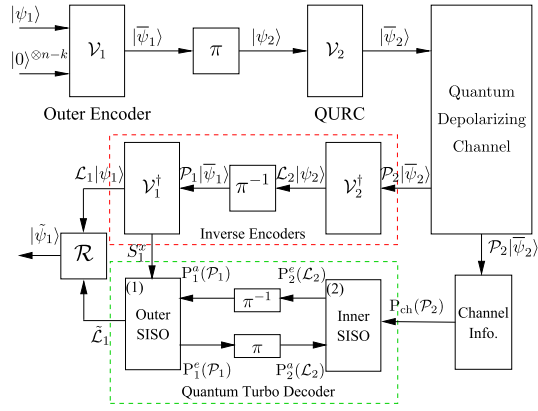 |ψ₁⟩
|0⟩^{⊗n−k}
𝒱₁
|ψ̅₁⟩
π
|ψ₂⟩
𝒱₂
|ψ̅₂⟩
Outer Encoder
QURC
Quantum
Depolarizing
Channel
ℒ₁|ψ₁⟩
𝒱₁†
𝒫₁|ψ̅₁⟩
π⁻¹
ℒ₂|ψ₂⟩
𝒱₂†
𝒫₂|ψ̅₂⟩
Inverse Encoders
|ψ̃₁⟩
ℛ
S₁ˣ
𝒫₂|ψ̅₂⟩
(1)
P₁ᵃ(𝒫₁)
P₂ᵉ(ℒ₂)
(2)
π⁻¹
Outer
SISO
Inner
SISO
P_ch(𝒫₂)
Channel
Info.
ℒ̃₁
π
P₁ᵉ(𝒫₁)
P₂ᵃ(ℒ₂)
Quantum Turbo Decoder